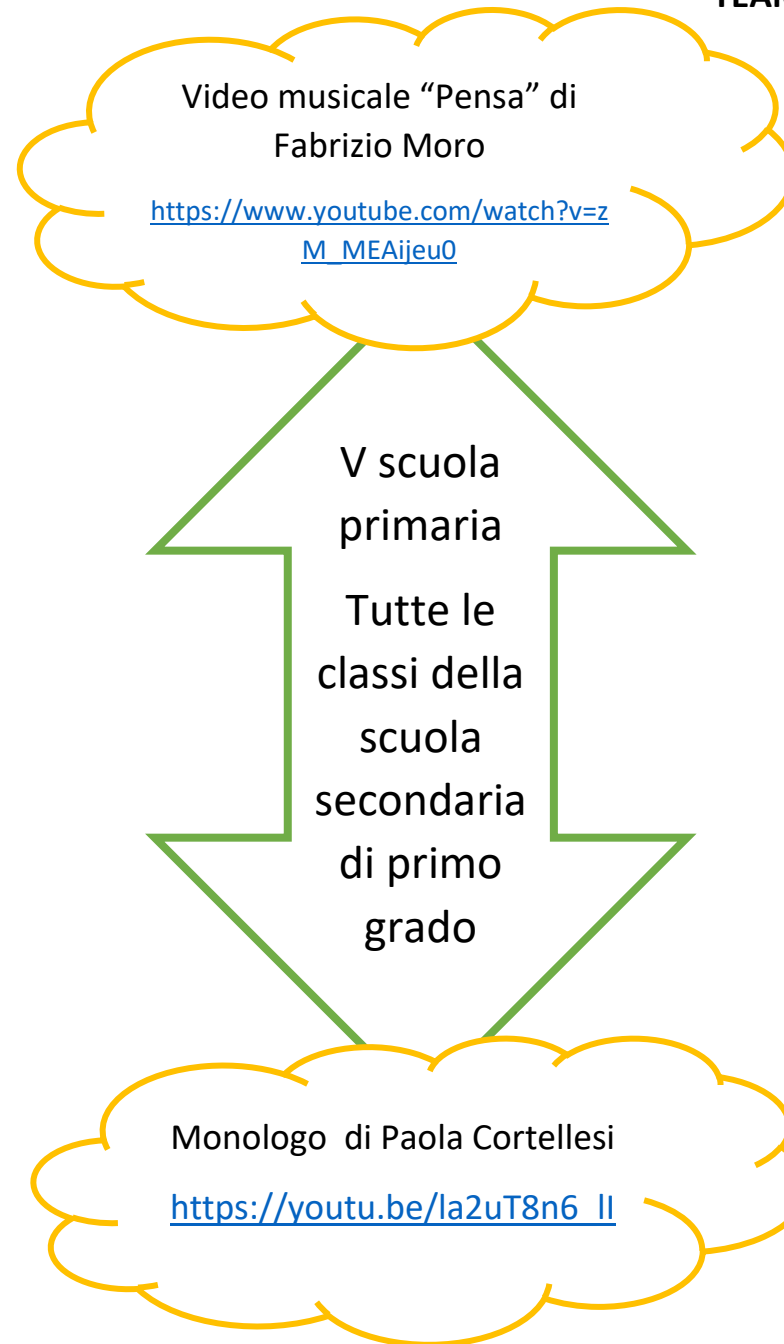 Video musicale “Pensa” di
Fabrizio Moro
https://www.youtube.com/watch?v=z
M_MEAijeu0
V scuola
primaria
Tutte le
classi della
scuola
secondaria
di primo
grado
Monologo di Paola Cortellesi
https://youtu.be/la2uT8n6_lI